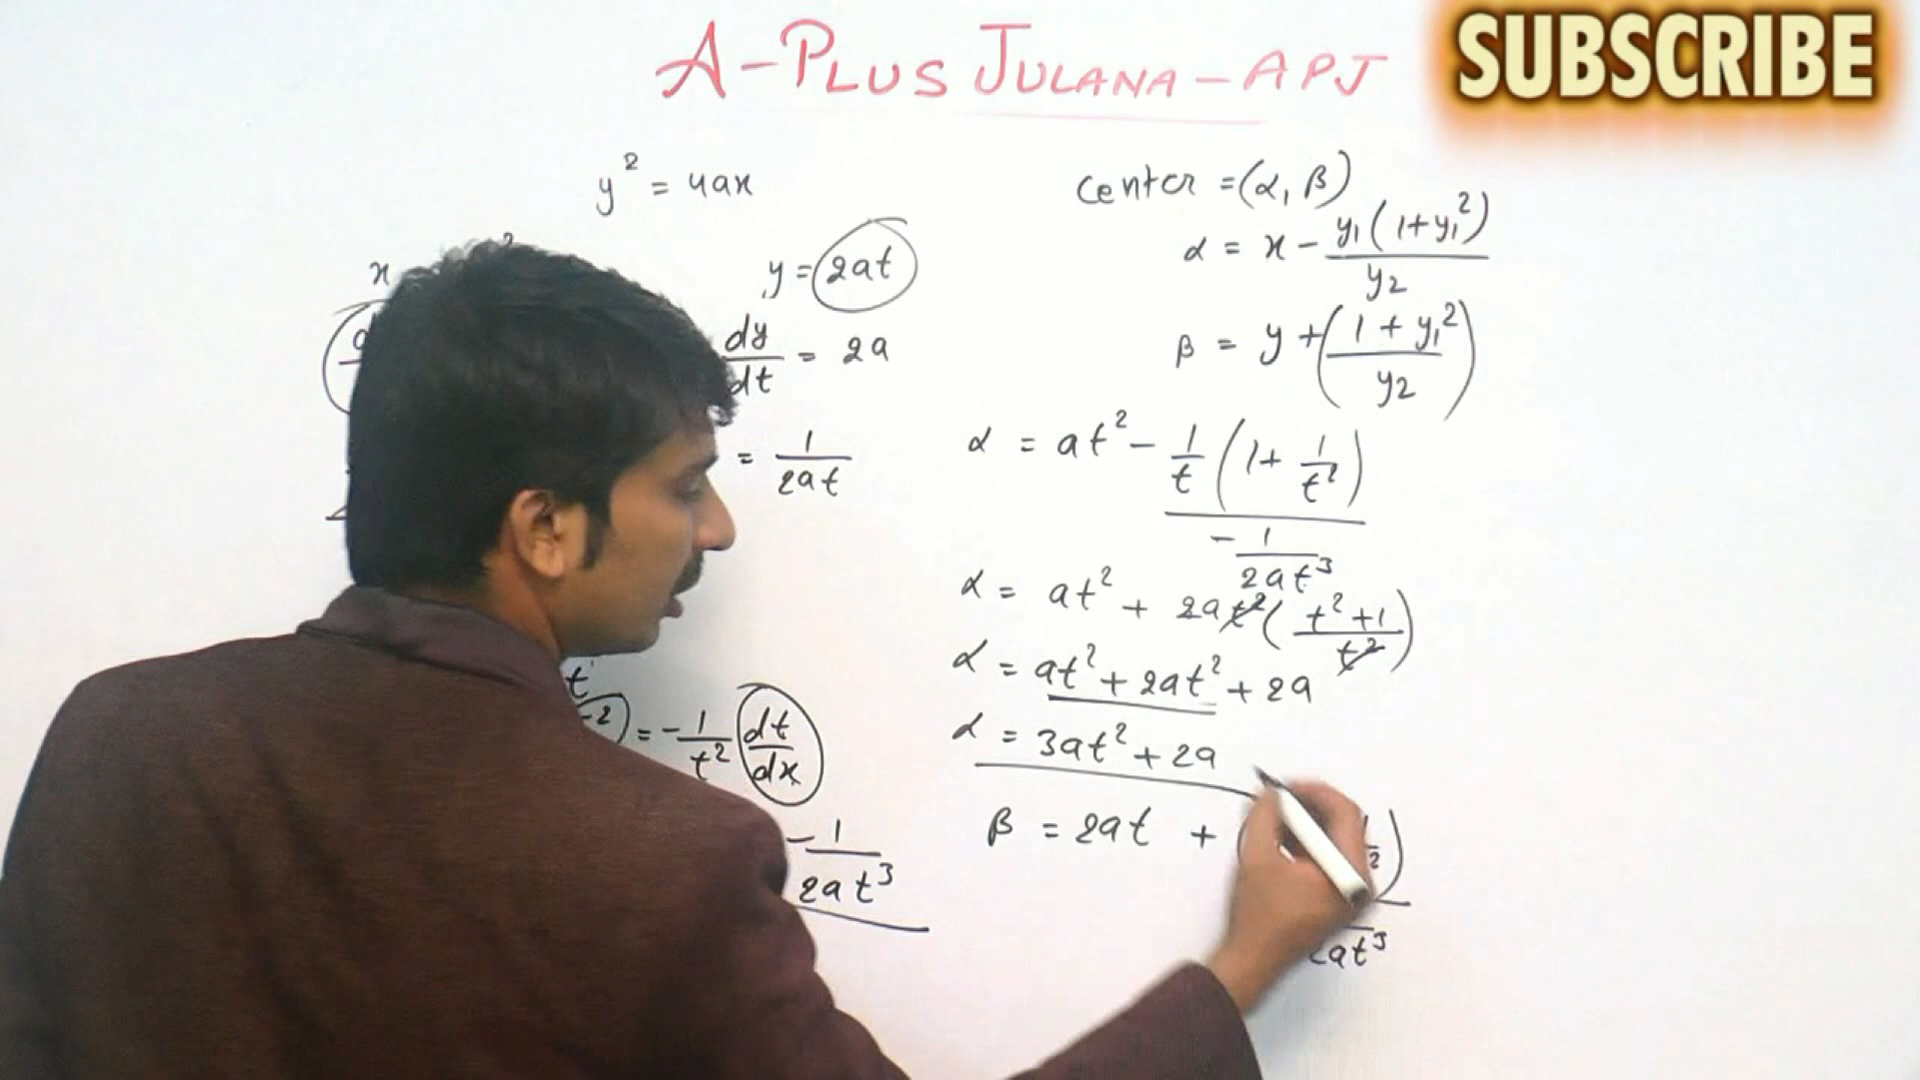 A-PLUS JULANA-APJ
SUBSCRIBE
y² = 4ax
x
y = 2at
dy/dt = 2a
= 1/2at
t
-2 = -1/t² dt/dx
-1/2at³
center = (α, β)
α = x - y₁(1+y₁²)/y₂
β = y + (1+y₁²/y₂)
α = at² - 1/t (1+ 1/t²) / -1/2at³
α = at² + 2at²(t²+1/t²)
α = at² + 2at² + 2a
α = 3at² + 2a
β = 2at + (
at³